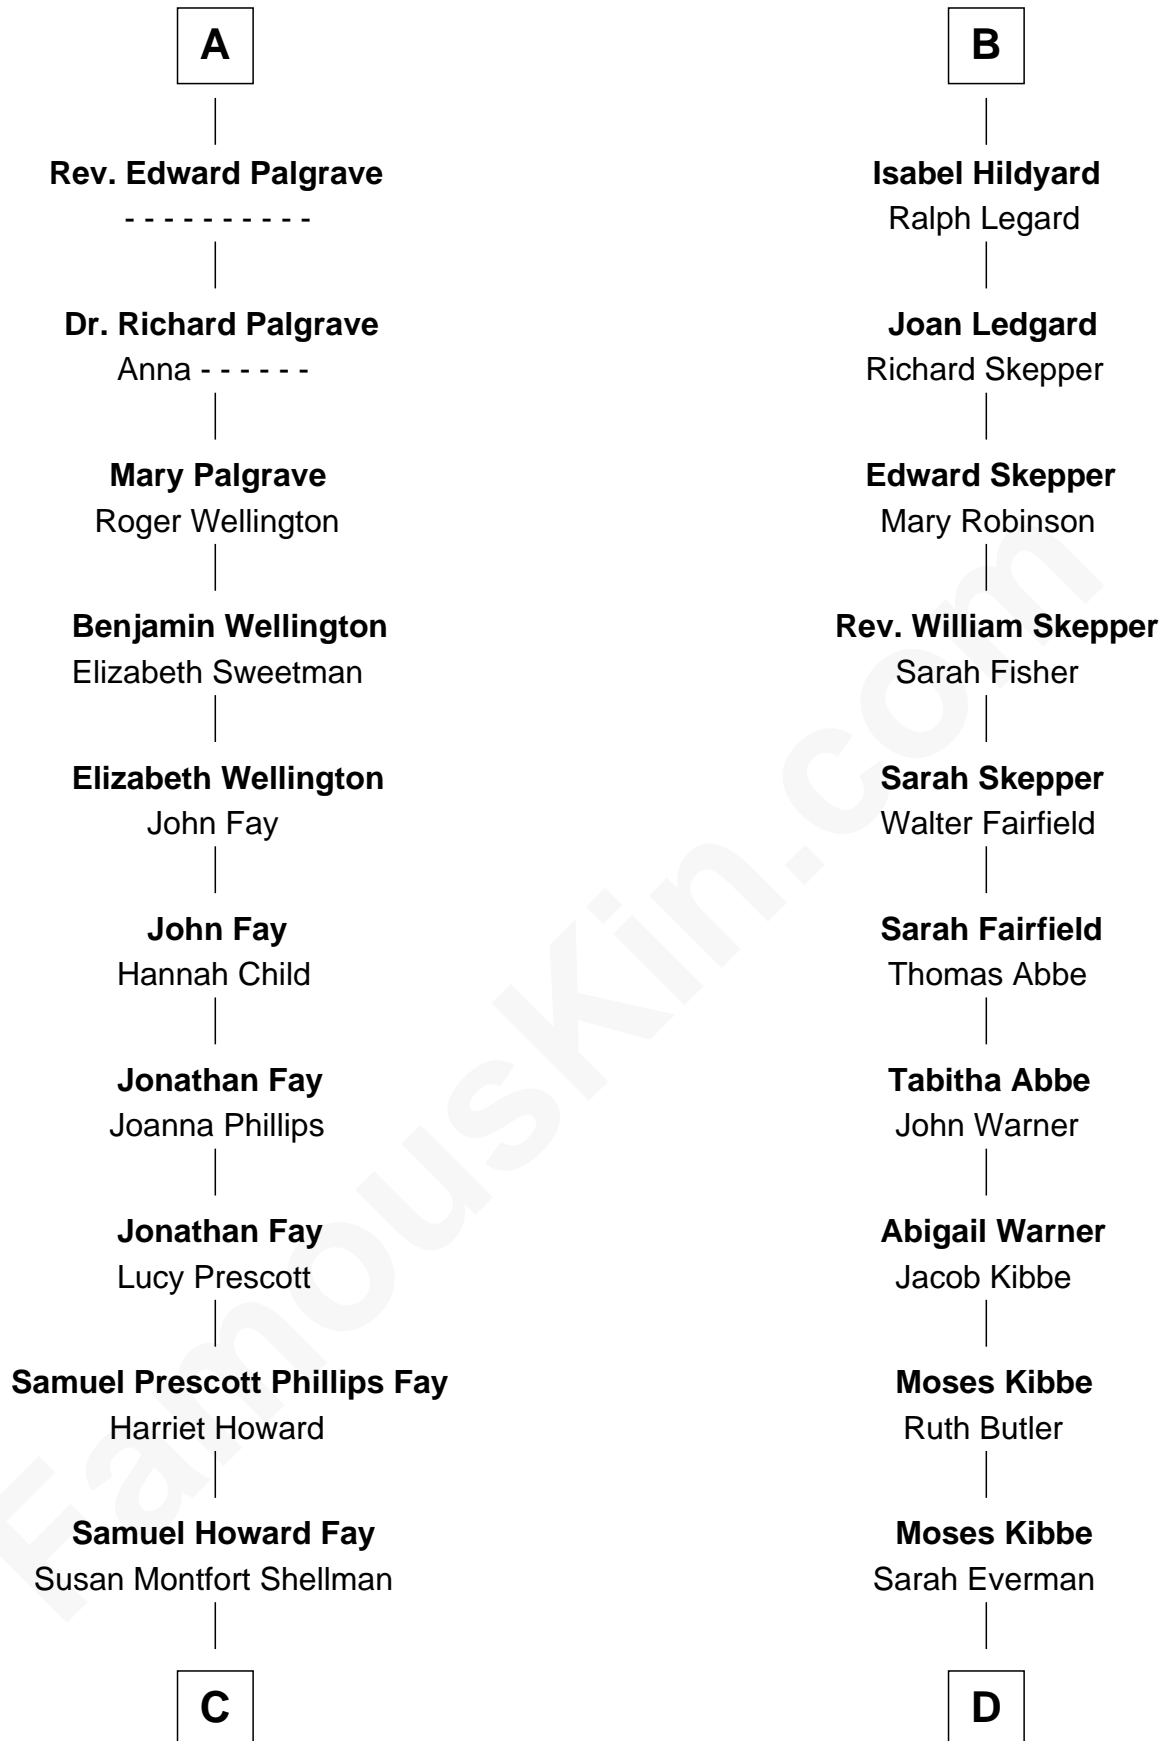 A
Rev. Edward Palgrave
- - - - - - - - - -
Dr. Richard Palgrave
Anna - - - - - -
Mary Palgrave
Roger Wellington
Benjamin Wellington
Elizabeth Sweetman
Elizabeth Wellington
John Fay
John Fay
Hannah Child
Jonathan Fay
Joanna Phillips
Jonathan Fay
Lucy Prescott
Samuel Prescott Phillips Fay
Harriet Howard
Samuel Howard Fay
Susan Montfort Shellman
C
B
Isabel Hildyard
Ralph Legard
Joan Ledgard
Richard Skepper
Edward Skepper
Mary Robinson
Rev. William Skepper
Sarah Fisher
Sarah Skepper
Walter Fairfield
Sarah Fairfield
Thomas Abbe
Tabitha Abbe
John Warner
Abigail Warner
Jacob Kibbe
Moses Kibbe
Ruth Butler
Moses Kibbe
Sarah Everman
D
FamousKin.com